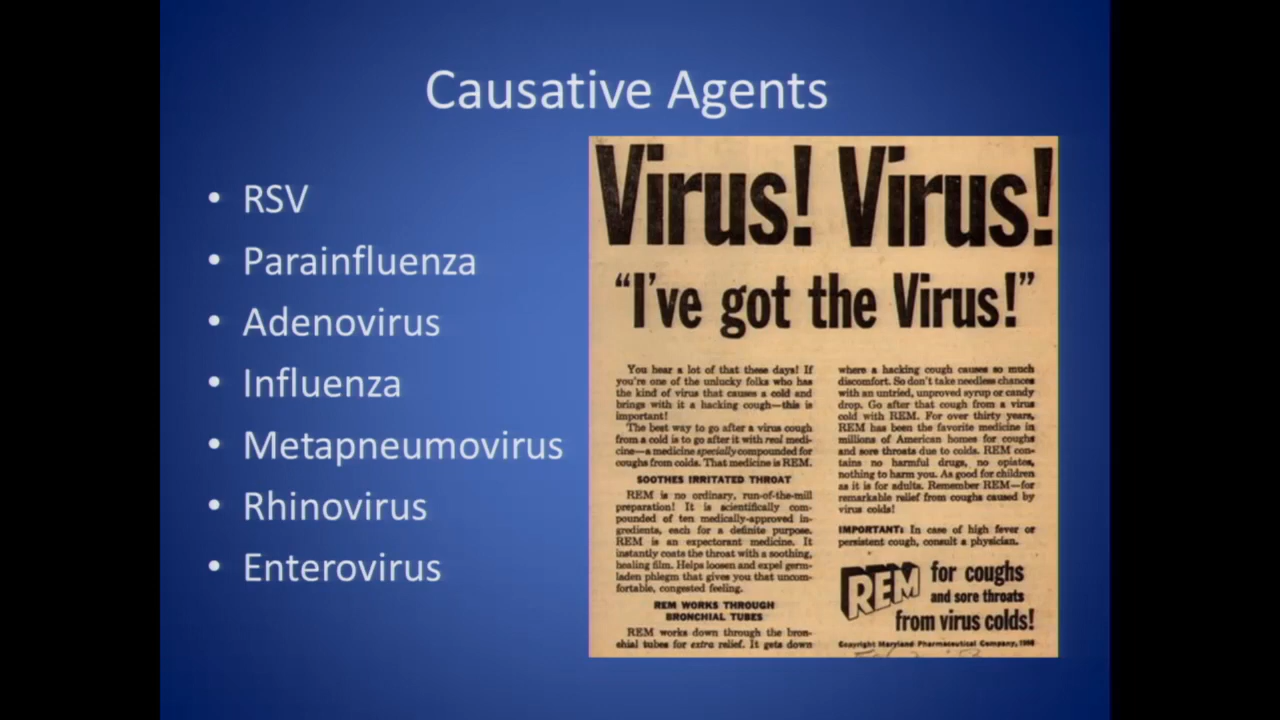 Causative Agents
• RSV
• Parainfluenza
• Adenovirus
• Influenza
• Metapneumovirus
• Rhinovirus
• Enterovirus
Virus! Virus!
“I’ve got the Virus!”
You hear a lot of that these days! If
you're one of the unlucky folks who has
the kind of virus that causes a cold and
brings with it a hacking cough—this is
important!
The best way to go after a virus cough
from a cold is to go after it with real medi-
cine—a medicine specially compounded for
coughs from colds. That medicine is REM.
SOOTHES IRRITATED THROAT
REM is no ordinary, run-of-the-mill
preparation! It is scientifically com-
pounded of ten medically-approved in-
gredients, each for a definite purpose.
REM is an expectorant medicine. It
instantly coats the throat with a soothing,
healing film. Helps loosen and expel germ-
laden phlegm that gives you that uncom-
fortable, congested feeling.
REM WORKS THROUGH
BRONCHIAL TUBES
REM works down through the bron-
chial tubes for extra relief. It gets down
where a hacking cough causes so much
discomfort. So don't take needless chances
with an untried, unproved syrup or candy
drop. Go after that cough from a virus
cold with REM. For over thirty years,
REM has been the favorite medicine in
millions of American homes for coughs
and sore throats due to colds. REM con-
tains no harmful drugs, no opiates,
nothing to harm you. As good for children
as it is for adults. Remember REM—for
remarkable relief from coughs caused by
virus colds!
IMPORTANT: In case of high fever or
persistent cough, consult a physician.
REM for coughs
and sore throats
from virus colds!
Copyright Maryland Pharmaceutical Company,